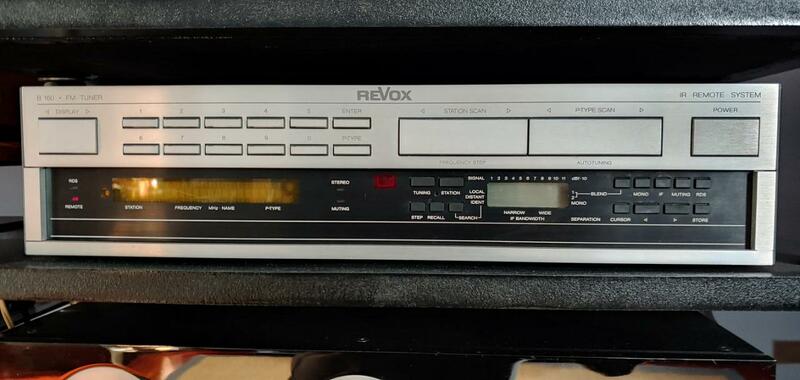 B 160 • FM TUNER REVOX IR REMOTE SYSTEM
◁ DISPLAY ▷ 1 2 3 4 5 ENTER ◁ STATION SCAN ▷ ◁ P-TYPE SCAN ▷ POWER
6 7 8 9 0 P-TYPE
FREQUENCY STEP AUTOTUNING
RDS STEREO SIGNAL 1 2 3 4 5 6 7 8 9 10 11 dBf•10
TUNING STATION LOCAL 1 BLEND MONO IF MUTING RDS
DISTANT 2
REMOTE IDENT MONO
STATION FREQUENCY MHz • NAME P-TYPE MUTING STEP RECALL SEARCH NARROW WIDE SEPARATION CURSOR ◁ ▷ STORE
IF BANDWIDTH